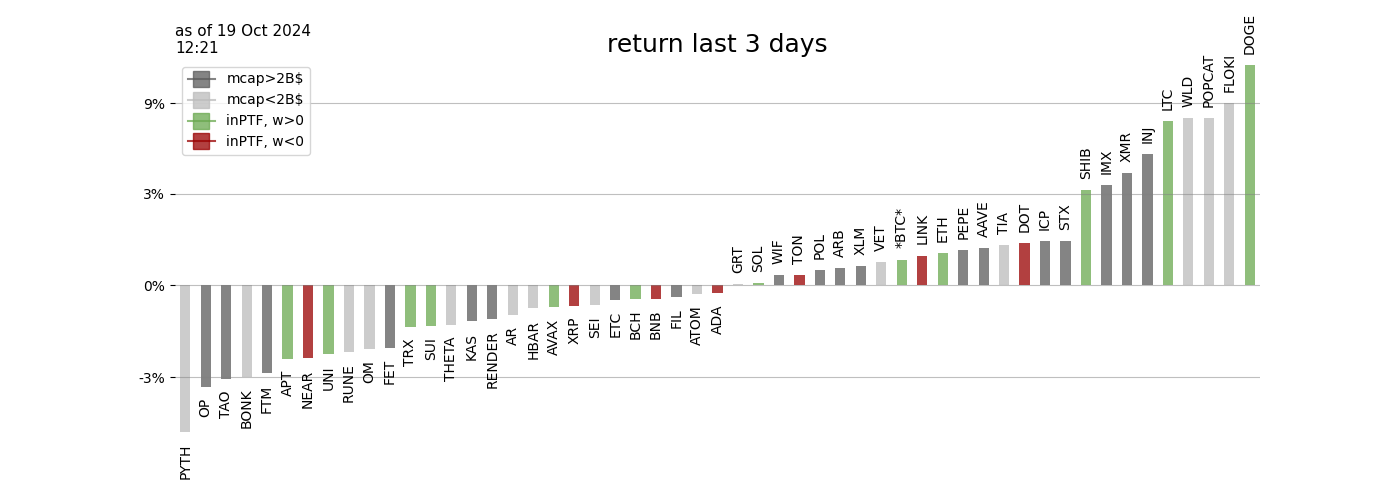 as of 19 Oct 2024
12:21
return last 3 days
mcap>2B$
mcap<2B$
inPTF, w>0
inPTF, w<0
9%
3%
0%
-3%
PYTH
OP
TAO
BONK
FTM
APT
NEAR
UNI
RUNE
OM
FET
TRX
SUI
THETA
KAS
RENDER
AR
HBAR
AVAX
XRP
SEI
ETC
BCH
BNB
FIL
ATOM
ADA
GRT
SOL
WIF
TON
POL
ARB
XLM
VET
*BTC*
LINK
ETH
PEPE
AAVE
TIA
DOT
ICP
STX
SHIB
IMX
XMR
INJ
LTC
WLD
POPCAT
FLOKI
DOGE